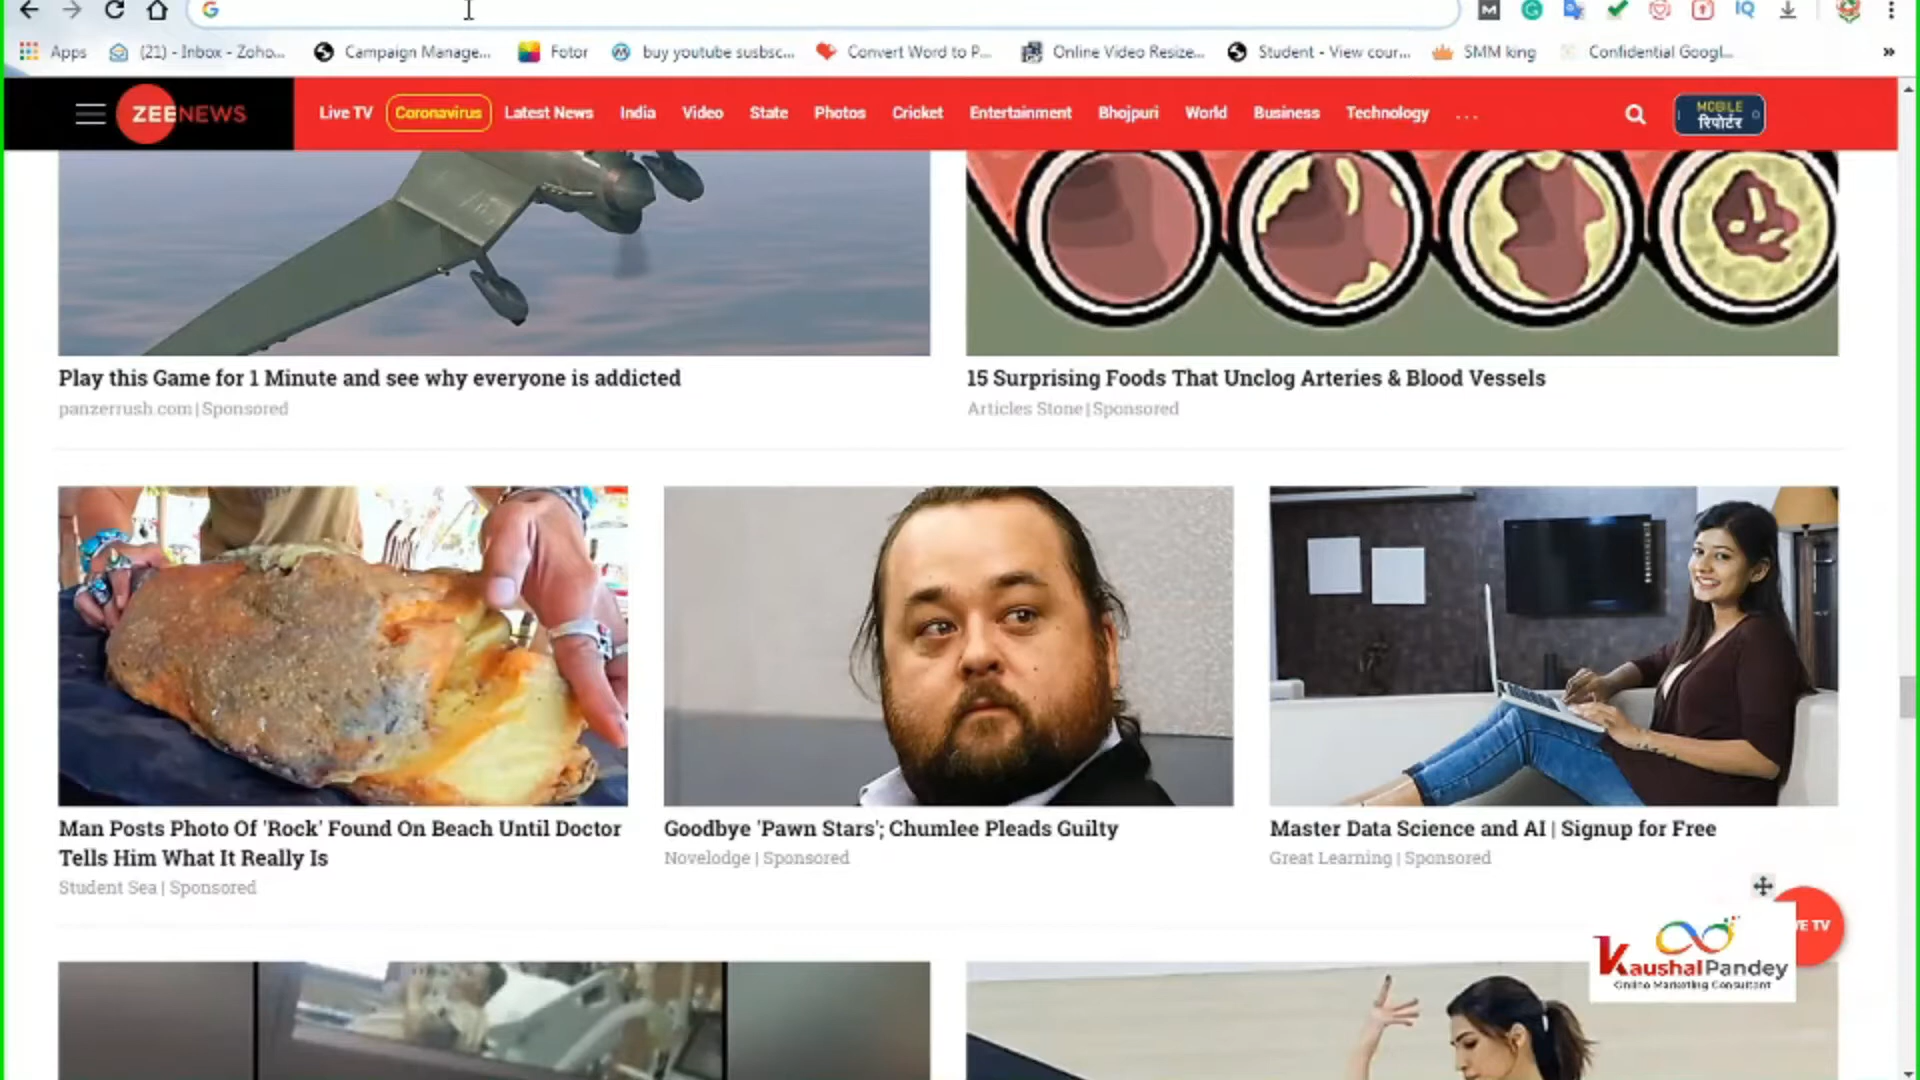 Apps
(21) - Inbox - Zoho...
Campaign Manage...
Fotor
buy youtube susbsc...
Convert Word to P...
Online Video Resize...
Student - View cour...
SMM king
Confidential Googl...
»
ZEENEWS
Live TV
Coronavirus
Latest News
India
Video
State
Photos
Cricket
Entertainment
Bhojpuri
World
Business
Technology
...
MOBILE
रिपोर्टर
Play this Game for 1 Minute and see why everyone is addicted
panzerrush.com | Sponsored
15 Surprising Foods That Unclog Arteries & Blood Vessels
Articles Stone | Sponsored
Man Posts Photo Of 'Rock' Found On Beach Until Doctor
Tells Him What It Really Is
Student Sea | Sponsored
Goodbye 'Pawn Stars'; Chumlee Pleads Guilty
Novelodge | Sponsored
Master Data Science and AI | Signup for Free
Great Learning | Sponsored
VE TV
KaushalPandey
Online Marketing Consultant